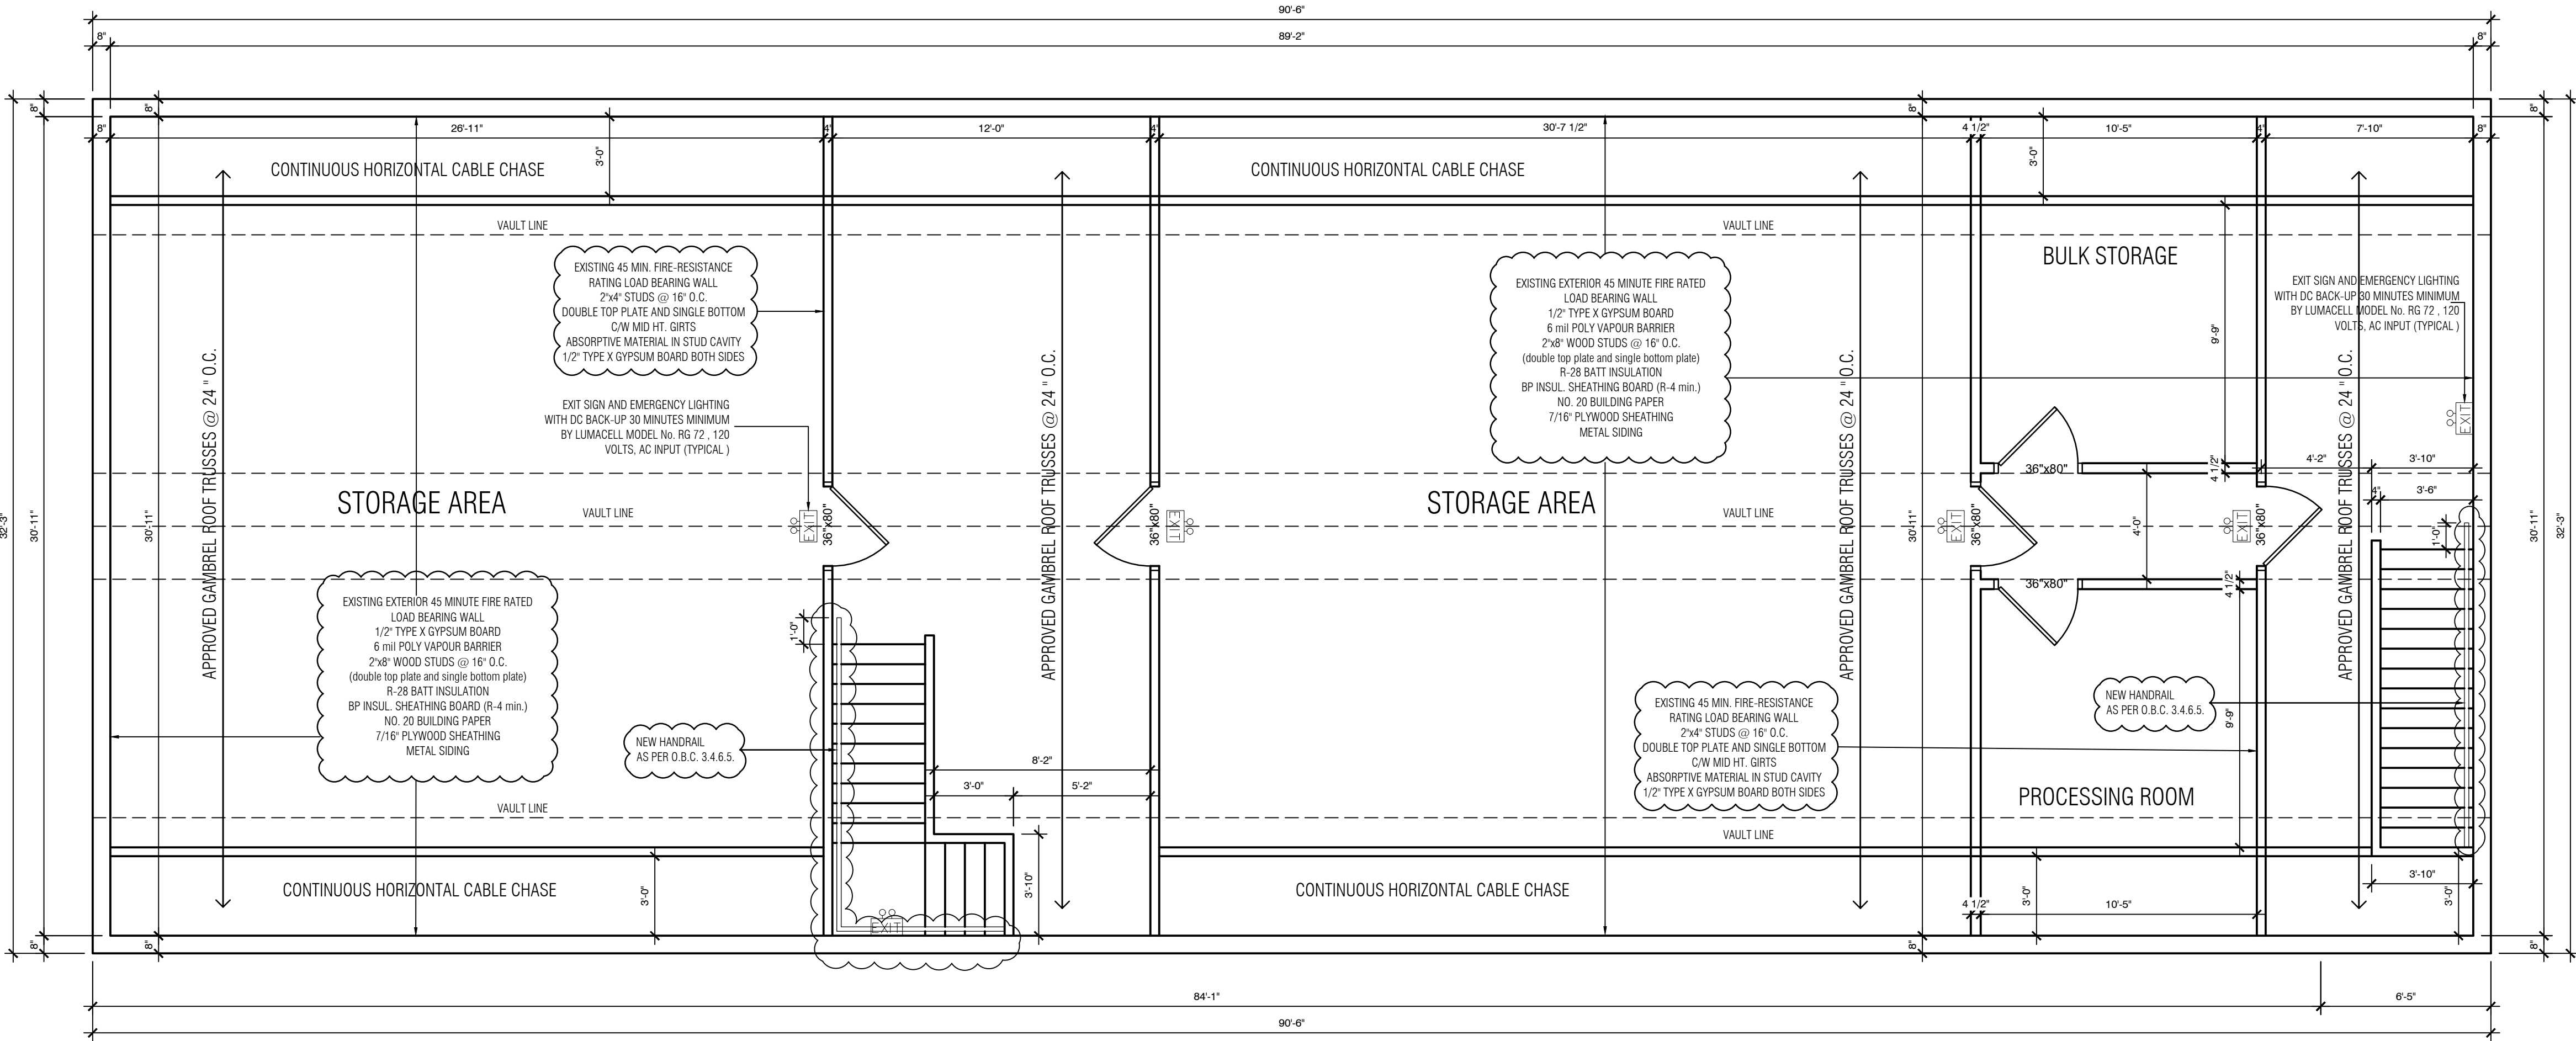 90'-6"
8"
89'-2"
8"
8"
8"
8"
8"
8"
26'-11"
4"
12'-0"
4"
30'-7 1/2"
4 1/2"
10'-5"
4"
7'-10"
8"
CONTINUOUS HORIZONTAL CABLE CHASE
3'-0"
CONTINUOUS HORIZONTAL CABLE CHASE
3'-0"
VAULT LINE
VAULT LINE
EXISTING 45 MIN. FIRE-RESISTANCE
RATING LOAD BEARING WALL
2"x4" STUDS @ 16" O.C.
DOUBLE TOP PLATE AND SINGLE BOTTOM
C/W MID HT. GIRTS
ABSORPTIVE MATERIAL IN STUD CAVITY
1/2" TYPE X GYPSUM BOARD BOTH SIDES
EXISTING EXTERIOR 45 MINUTE FIRE RATED
LOAD BEARING WALL
1/2" TYPE X GYPSUM BOARD
6 mil POLY VAPOUR BARRIER
2"x8" WOOD STUDS @ 16" O.C.
(double top plate and single bottom plate)
R-28 BATT INSULATION
BP INSUL. SHEATHING BOARD (R-4 min.)
NO. 20 BUILDING PAPER
7/16" PLYWOOD SHEATHING
METAL SIDING
BULK STORAGE
EXIT SIGN AND EMERGENCY LIGHTING
WITH DC BACK-UP 30 MINUTES MINIMUM
BY LUMACELL MODEL No. RG 72 , 120
VOLTS, AC INPUT (TYPICAL )
9'-9"
EXIT
EXIT SIGN AND EMERGENCY LIGHTING
WITH DC BACK-UP 30 MINUTES MINIMUM
BY LUMACELL MODEL No. RG 72 , 120
VOLTS, AC INPUT (TYPICAL )
APPROVED GAMBREL ROOF TRUSSES @ 24 " O.C.
APPROVED GAMBREL ROOF TRUSSES @ 24 " O.C.
APPROVED GAMBREL ROOF TRUSSES @ 24 " O.C.
APPROVED GAMBREL ROOF TRUSSES @ 24 " O.C.
36"x80"
4 1/2"
4'-2"
3'-10"
4"
3'-6"
32'-3"
30'-11"
30'-11"
STORAGE AREA
VAULT LINE
EXIT
36"x80"
36"x80"
EXIT
STORAGE AREA
VAULT LINE
30'-11"
EXIT
36"x80"
4'-0"
EXIT
36"x80"
1'-0"
30'-11"
32'-3"
36"x80"
4 1/2"
EXISTING EXTERIOR 45 MINUTE FIRE RATED
LOAD BEARING WALL
1/2" TYPE X GYPSUM BOARD
6 mil POLY VAPOUR BARRIER
2"x8" WOOD STUDS @ 16" O.C.
(double top plate and single bottom plate)
R-28 BATT INSULATION
BP INSUL. SHEATHING BOARD (R-4 min.)
NO. 20 BUILDING PAPER
7/16" PLYWOOD SHEATHING
METAL SIDING
1'-0"
NEW HANDRAIL
AS PER O.B.C. 3.4.6.5.
8'-2"
3'-0"
5'-2"
EXISTING 45 MIN. FIRE-RESISTANCE
RATING LOAD BEARING WALL
2"x4" STUDS @ 16" O.C.
DOUBLE TOP PLATE AND SINGLE BOTTOM
C/W MID HT. GIRTS
ABSORPTIVE MATERIAL IN STUD CAVITY
1/2" TYPE X GYPSUM BOARD BOTH SIDES
NEW HANDRAIL
AS PER O.B.C. 3.4.6.5.
9'-9"
PROCESSING ROOM
VAULT LINE
VAULT LINE
CONTINUOUS HORIZONTAL CABLE CHASE
3'-0"
EXIT
3'-10"
CONTINUOUS HORIZONTAL CABLE CHASE
4 1/2"
3'-0"
10'-5"
3'-10"
3'-0"
8"
8"
8"
8"
8"
84'-1"
6'-5"
90'-6"